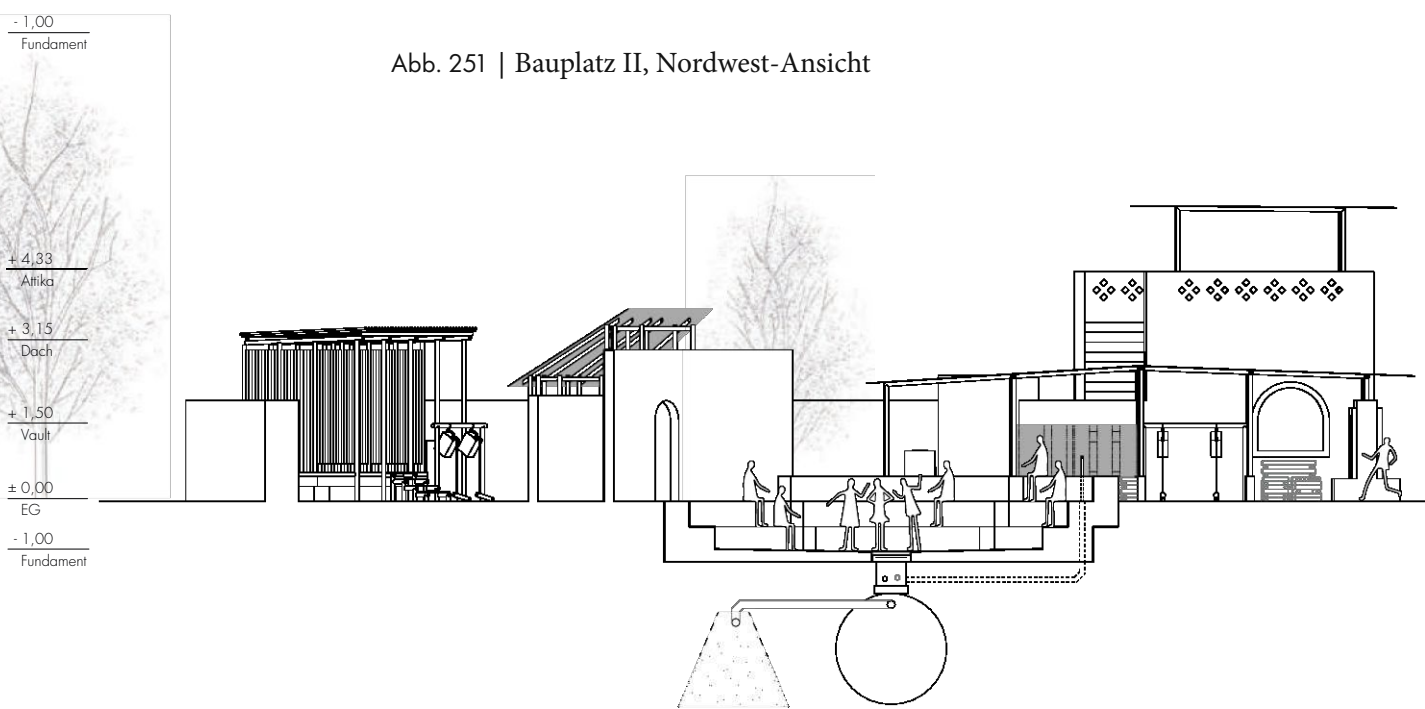 - 1,00
Fundament
Abb. 251 | Bauplatz II, Nordwest-Ansicht
+ 4,33
Attika
+ 3,15
Dach
+ 1,50
Vault
± 0,00
EG
- 1,00
Fundament